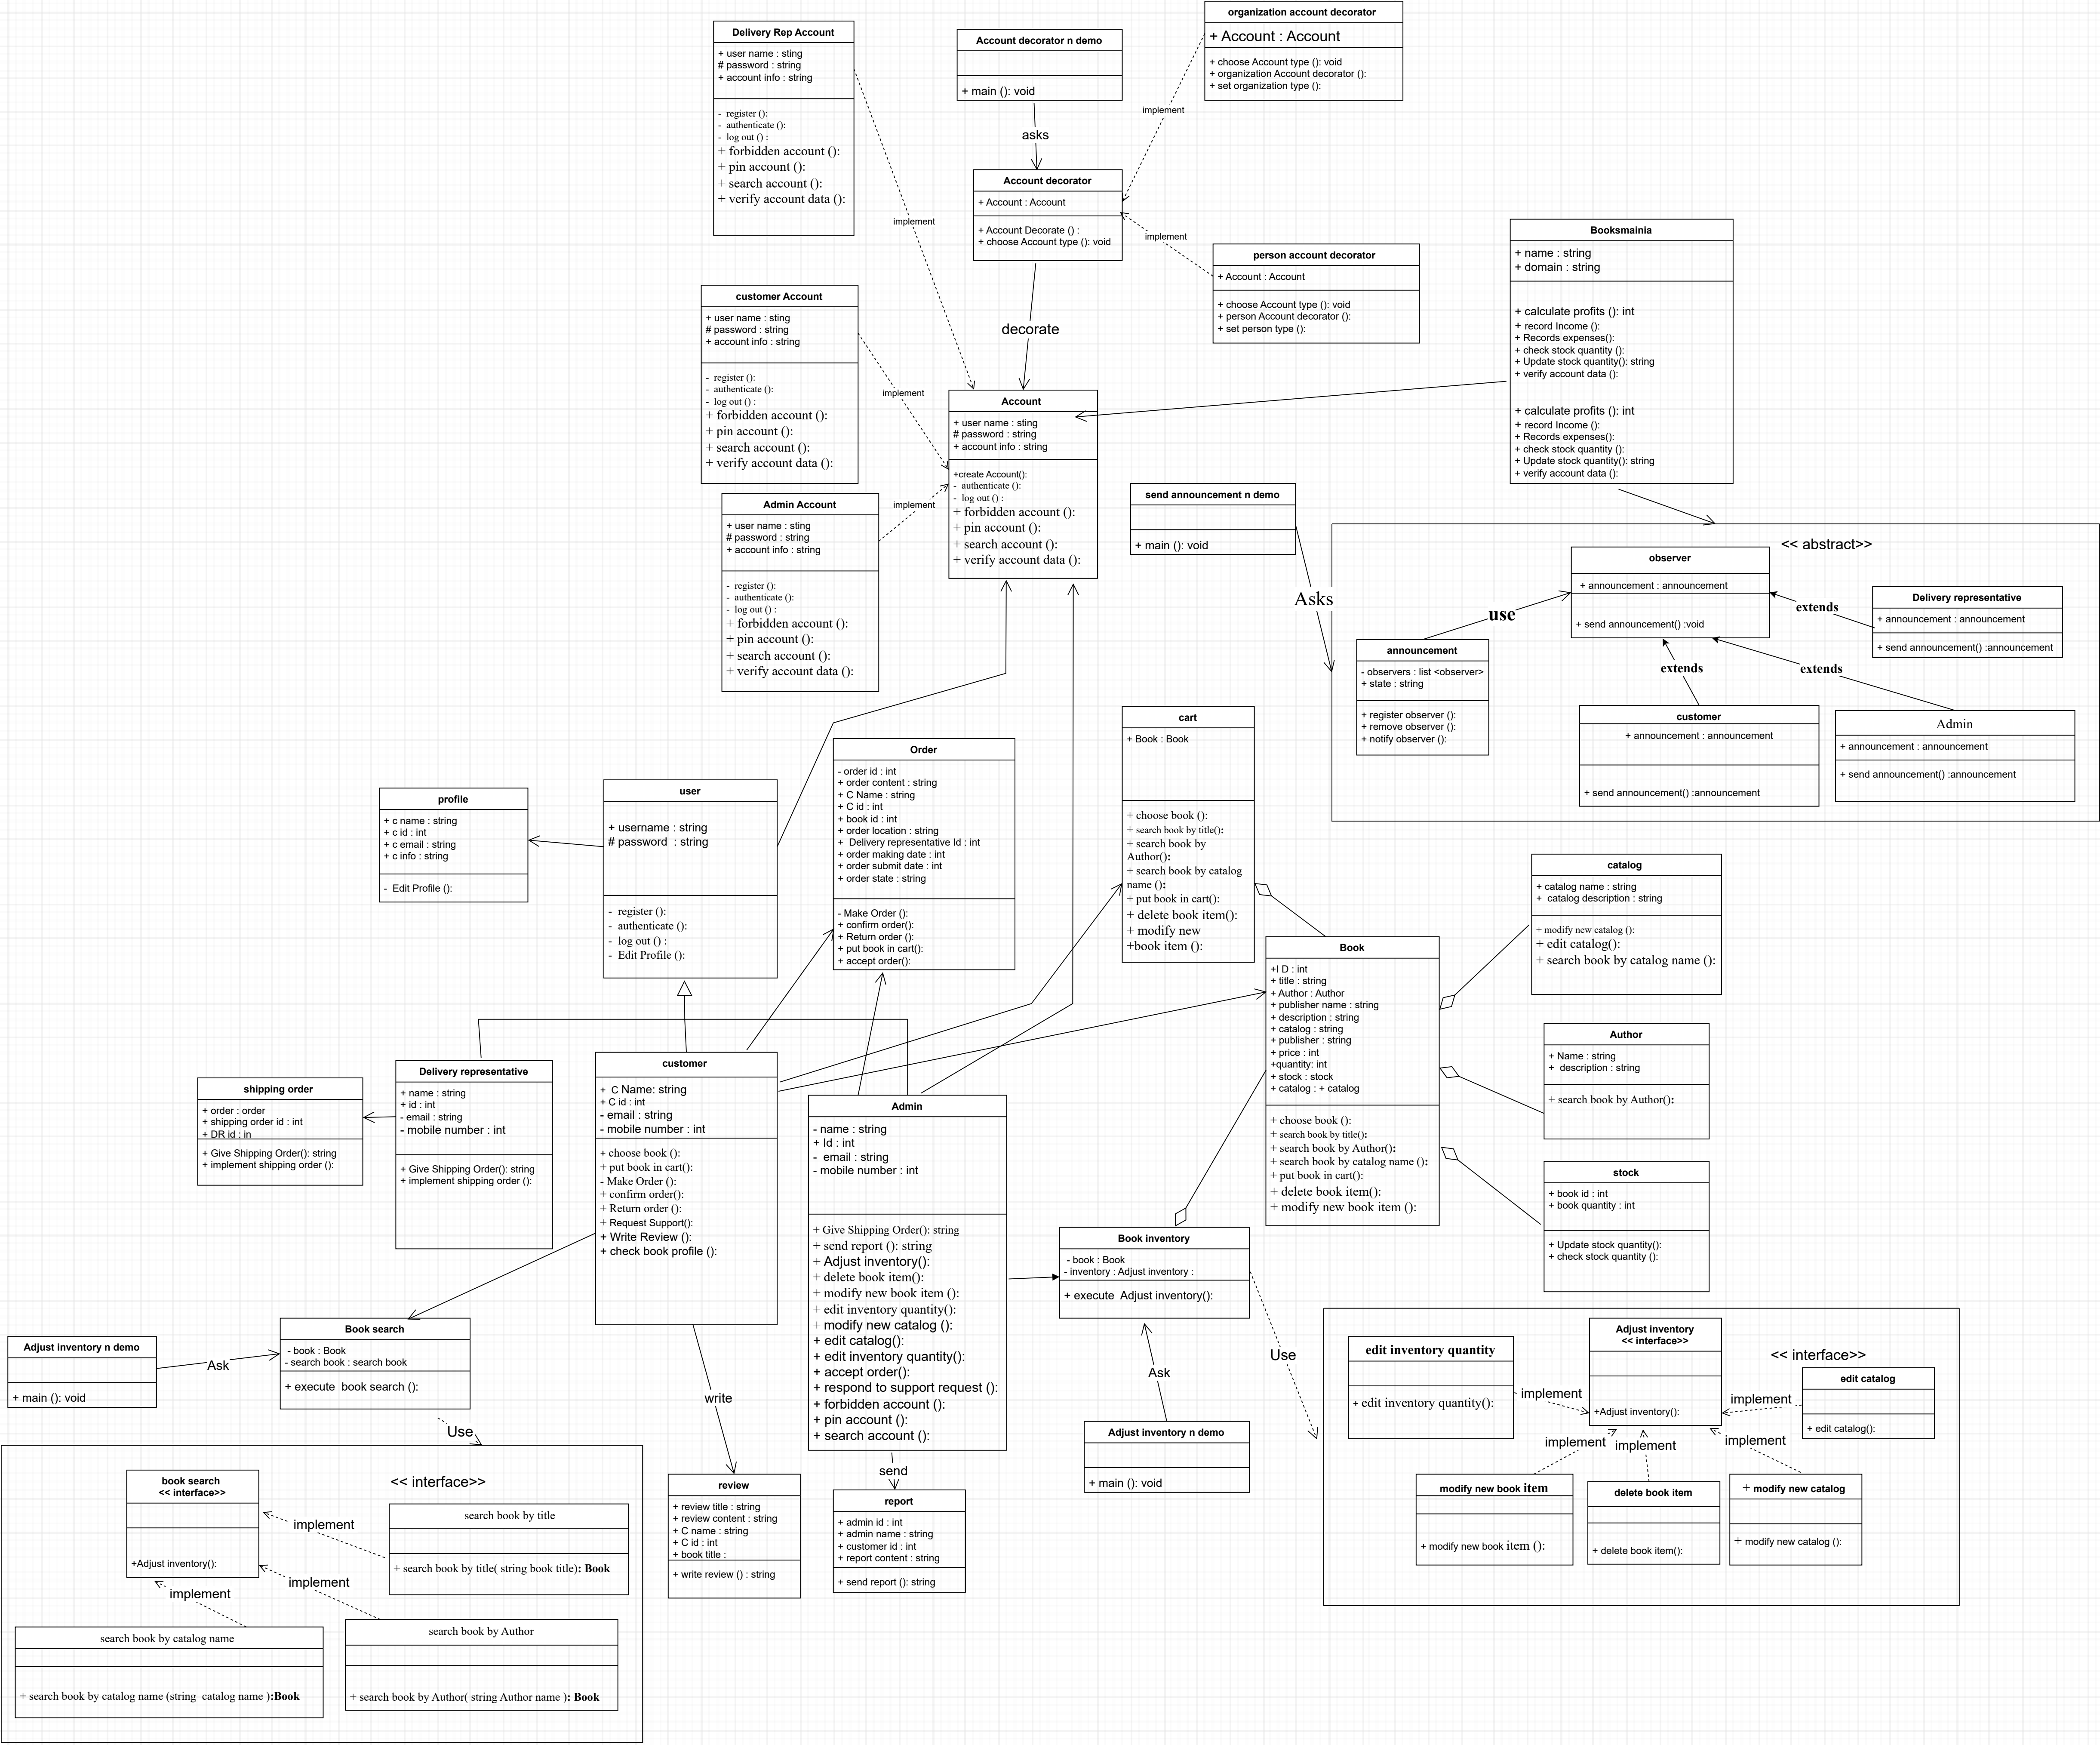 Delivery Rep Account
+ user name : sting
# password : string
+ account info : string
- register ():
- authenticate ():
- log out () :
+ forbidden account ():
+ pin account ():
+ search account ():
+ verify account data ():
Account decorator n demo
+ main (): void
asks
organization account decorator
+ Account : Account
+ choose Account type (): void
+ organization Account decorator ():
+ set organization type ():
implement
Account decorator
+ Account : Account
+ Account Decorate () :
+ choose Account type (): void
implement
implement
person account decorator
+ Account : Account
+ choose Account type (): void
+ person Account decorator ():
+ set person type ():
decorate
Booksmainia
+ name : string
+ domain : string
+ calculate profits (): int
+ record Income ():
+ Records expenses():
+ check stock quantity ():
+ Update stock quantity(): string
+ verify account data ():
+ calculate profits (): int
+ record Income ():
+ Records expenses():
+ check stock quantity ():
+ Update stock quantity(): string
+ verify account data ():
customer Account
+ user name : sting
# password : string
+ account info : string
- register ():
- authenticate ():
- log out () :
+ forbidden account ():
+ pin account ():
+ search account ():
+ verify account data ():
implement
Account
+ user name : sting
# password : string
+ account info : string
+create Account():
- authenticate ():
- log out () :
+ forbidden account ():
+ pin account ():
+ search account ():
+ verify account data ():
Admin Account
+ user name : sting
# password : string
+ account info : string
- register ():
- authenticate ():
- log out () :
+ forbidden account ():
+ pin account ():
+ search account ():
+ verify account data ():
implement
send announcement n demo
+ main (): void
Asks
<< abstract>>
observer
+ announcement : announcement
+ send announcement() :void
use
extends
extends
extends
Delivery representative
+ announcement : announcement
+ send announcement() :announcement
announcement
- observers : list <observer>
+ state : string
+ register observer ():
+ remove observer ():
+ notify observer ():
customer
+ announcement : announcement
+ send announcement() :announcement
Admin
+ announcement : announcement
+ send announcement() :announcement
profile
+ c name : string
+ c id : int
+ c email : string
+ c info : string
- Edit Profile ():
user
+ username : string
# password : string
- register ():
- authenticate ():
- log out () :
- Edit Profile ():
Order
- order id : int
+ order content : string
+ C Name : string
+ C id : int
+ book id : int
+ order location : string
+ Delivery representative Id : int
+ order making date : int
+ order submit date : int
+ order state : string
- Make Order ():
+ confirm order():
+ Return order ():
+ put book in cart():
+ accept order():
cart
+ Book : Book
+ choose book ():
+ search book by title():
+ search book by
Author():
+ search book by catalog
name ():
+ put book in cart():
+ delete book item():
+ modify new
+book item ():
Book
+I D : int
+ title : string
+ Author : Author
+ publisher name : string
+ description : string
+ catalog : string
+ publisher : string
+ price : int
+quantity: int
+ stock : stock
+ catalog : + catalog
+ choose book ():
+ search book by title():
+ search book by Author():
+ search book by catalog name ():
+ put book in cart():
+ delete book item():
+ modify new book item ():
catalog
+ catalog name : string
+ catalog description : string
+ modify new catalog ():
+ edit catalog():
+ search book by catalog name ():
Author
+ Name : string
+ description : string
+ search book by Author():
stock
+ book id : int
+ book quantity : int
+ Update stock quantity():
+ check stock quantity ():
shipping order
+ order : order
+ shipping order id : int
+ DR id : in
+ Give Shipping Order(): string
+ implement shipping order ():
Delivery representative
+ name : string
+ id : int
- email : string
- mobile number : int
+ Give Shipping Order(): string
+ implement shipping order ():
customer
+ C Name: string
+ C id : int
- email : string
- mobile number : int
+ choose book ():
+ put book in cart():
- Make Order ():
+ confirm order():
+ Return order ():
+ Request Support():
+ Write Review ():
+ check book profile ():
Admin
- name : string
+ Id : int
- email : string
- mobile number : int
+ Give Shipping Order(): string
+ send report (): string
+ Adjust inventory():
+ delete book item():
+ modify new book item ():
+ edit inventory quantity():
+ modify new catalog ():
+ edit catalog():
+ edit inventory quantity():
+ accept order():
+ respond to support request ():
+ forbidden account ():
+ pin account ():
+ search account ():
Book inventory
- book : Book
- inventory : Adjust inventory :
+ execute Adjust inventory():
Ask
Adjust inventory n demo
+ main (): void
Use
Adjust inventory n demo
+ main (): void
Ask
Book search
- book : Book
- search book : search book
+ execute book search ():
Use
write
send
review
+ review title : string
+ review content : string
+ C name : string
+ C id : int
+ book title :
+ write review () : string
report
+ admin id : int
+ admin name : string
+ customer id : int
+ report content : string
+ send report (): string
book search
<< interface>>
+Adjust inventory():
<< interface>>
implement
implement
implement
search book by title
+ search book by title( string book title): Book
search book by catalog name
+ search book by catalog name (string catalog name ):Book
search book by Author
+ search book by Author( string Author name ): Book
edit inventory quantity
+ edit inventory quantity():
Adjust inventory
<< interface>>
+Adjust inventory():
<< interface>>
edit catalog
+ edit catalog():
implement
implement
implement
implement
implement
modify new book item
+ modify new book item ():
delete book item
+ delete book item():
+ modify new catalog
+ modify new catalog ():